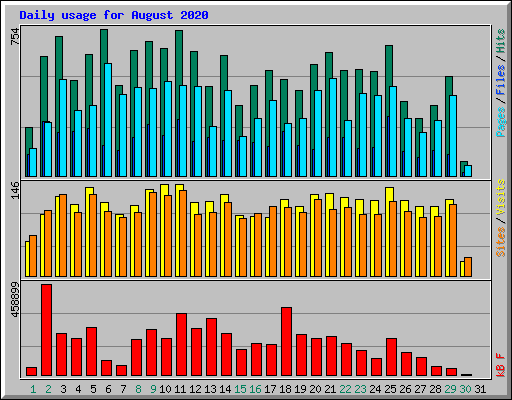 Daily usage for August 2020
754
Pages / Files / Hits
146
Sites / Visits
458899
kB F
1 2 3 4 5 6 7 8 9 10 11 12 13 14 15 16 17 18 19 20 21 22 23 24 25 26 27 28 29 30 31